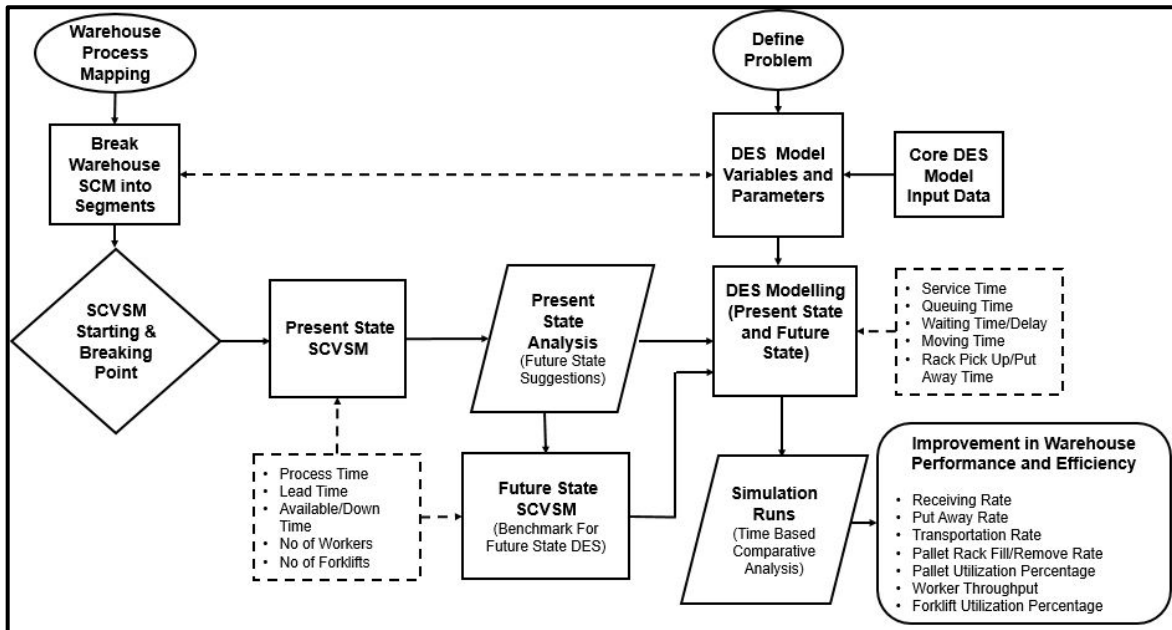 Warehouse
Process
Mapping
Define
Problem
Break
Warehouse
SCM into
Segments
DES Model
Variables and
Parameters
Core DES
Model
Input Data
SCVSM
Starting &
Breaking
Point
Present State
SCVSM
Present
State
Analysis
(Future State
Suggestions)
DES Modelling
(Present State
and Future
State)
• Service Time
• Queuing Time
• Waiting Time/Delay
• Moving Time
• Rack Pick Up/Put
Away Time
• Process Time
• Lead Time
• Available/Down
Time
• No of Workers
• No of Forklifts
Future State
SCVSM
(Benchmark For
Future State DES)
Simulation
Runs
(Time Based
Comparative
Analysis)
Improvement in Warehouse
Performance and Efficiency
• Receiving Rate
• Put Away Rate
• Transportation Rate
• Pallet Rack Fill/Remove Rate
• Pallet Utilization Percentage
• Worker Throughput
• Forklift Utilization Percentage